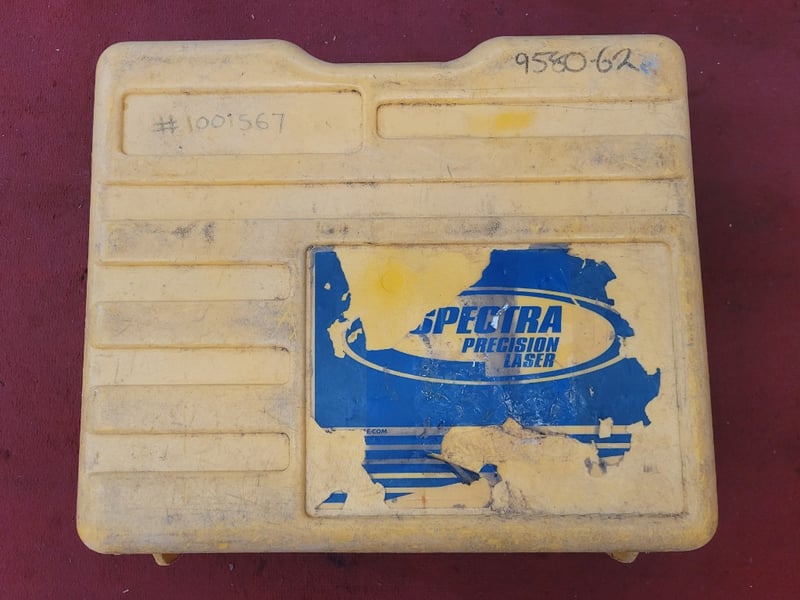 9580-62
#1001567
SPECTRA
PRECISION
LASER